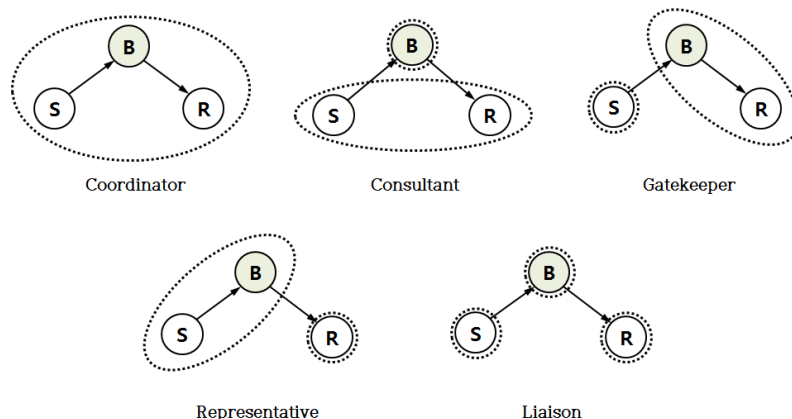 B
S
R
Coordinator
B
S
R
Consultant
B
S
R
Gatekeeper
B
S
R
Representative
B
S
R
Liaison